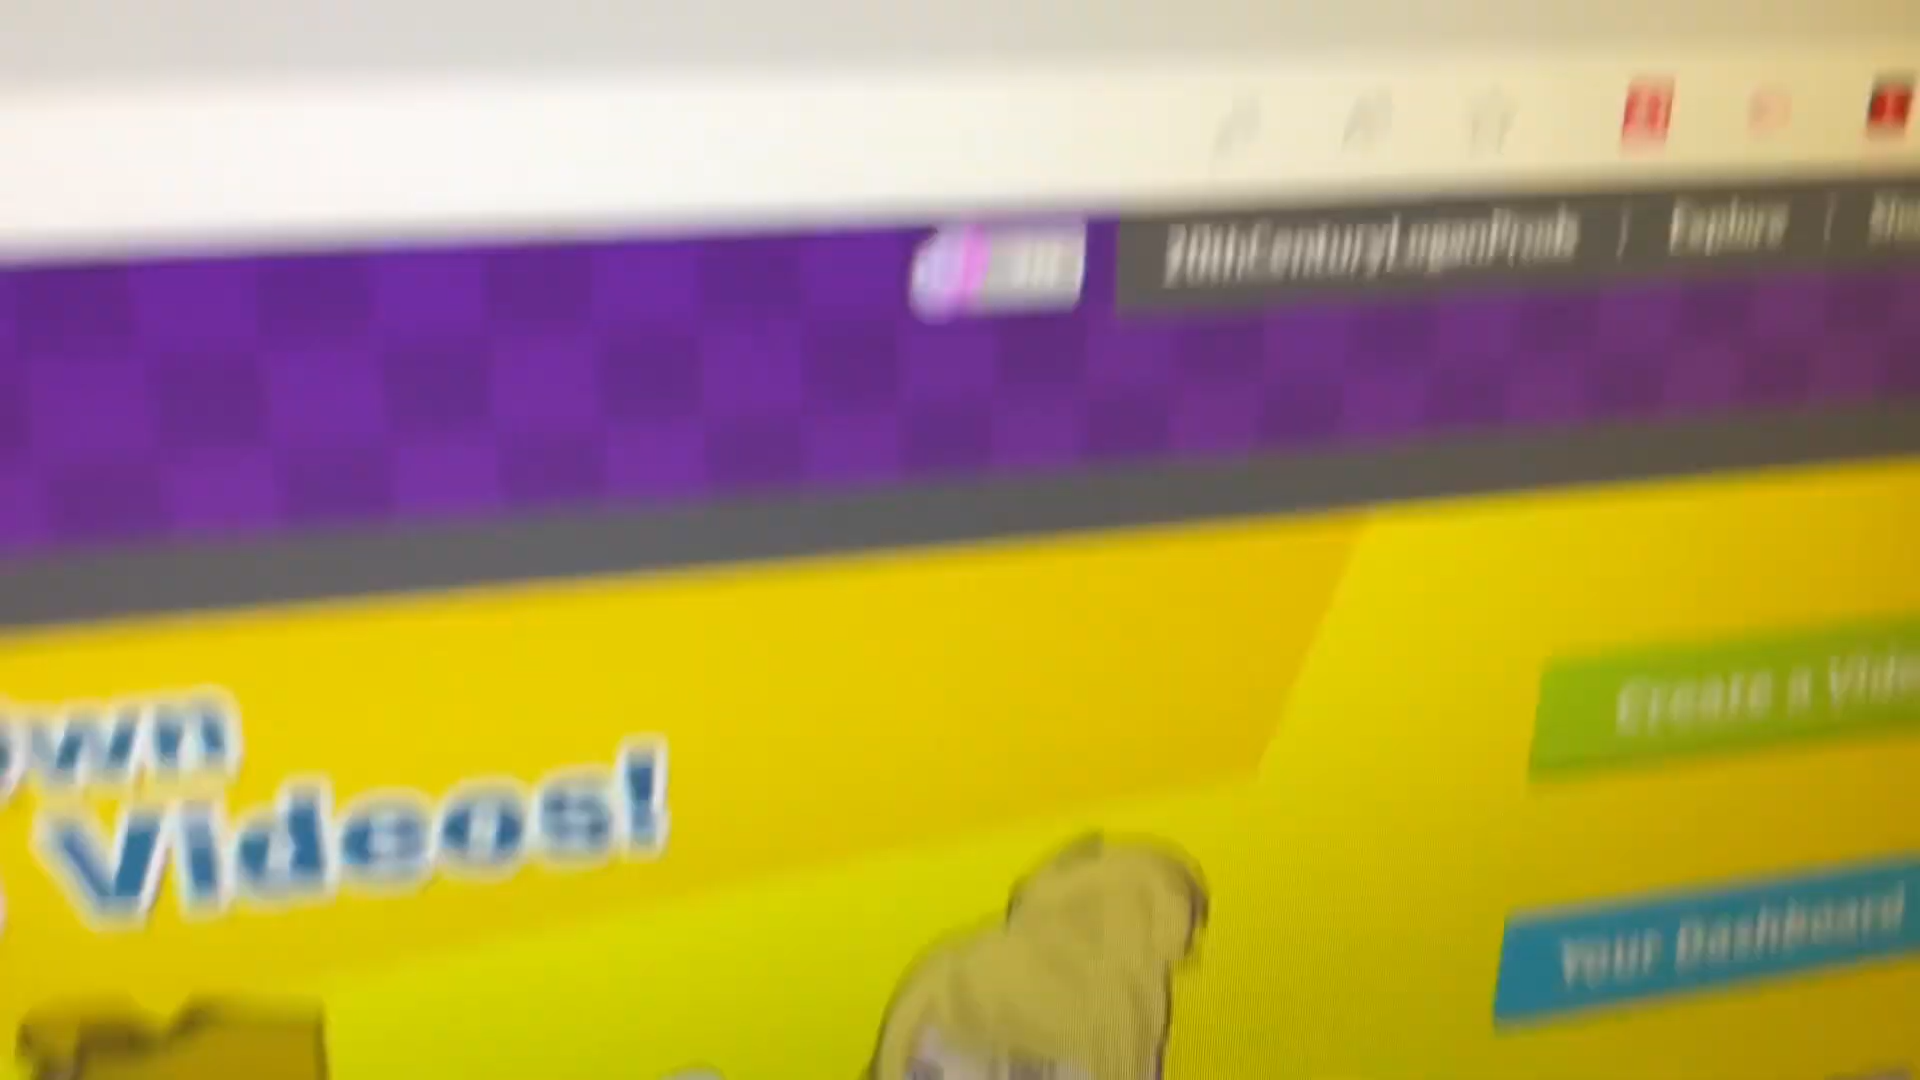 20thCenturyLoganProds
Explore
own
Videos!
Create a Vide
Your Dashboard